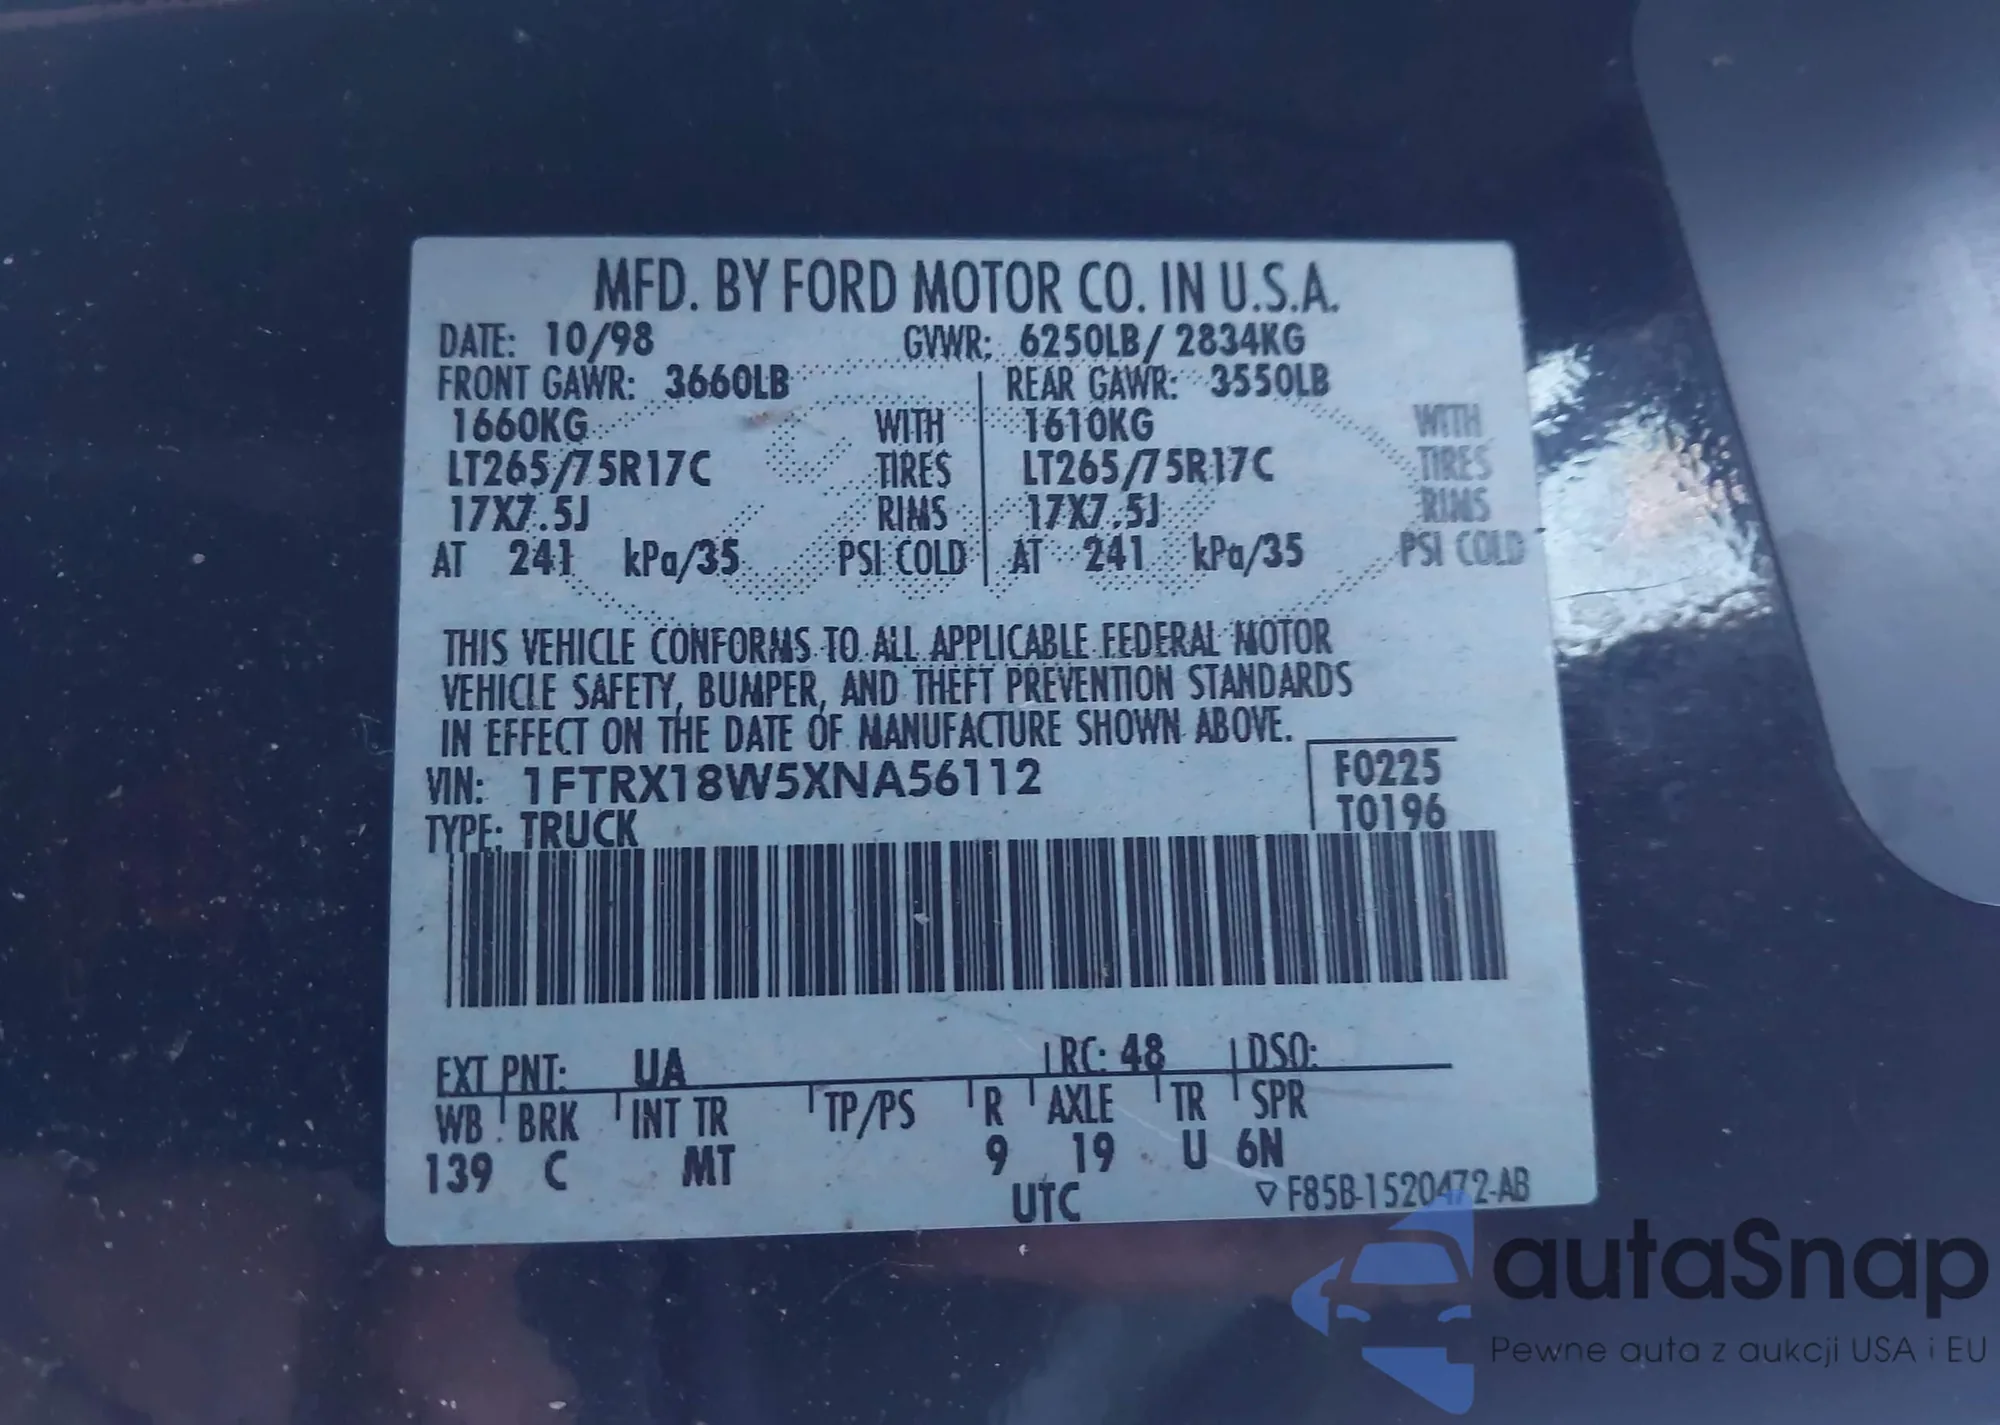 MFD. BY FORD MOTOR CO. IN U.S.A.
DATE: 10/98 GVWR: 6250LB/ 2834KG
FRONT GAWR: 3660LB REAR GAWR: 3550LB
1660KG WITH 1610KG WITH
LT265/75R17C TIRES LT265/75R17C TIRES
17X7.5J RIMS 17X7.5J RIMS
AT 241 kPa/35 PSI COLD AT 241 kPa/35 PSI COLD
THIS VEHICLE CONFORMS TO ALL APPLICABLE FEDERAL MOTOR
VEHICLE SAFETY, BUMPER, AND THEFT PREVENTION STANDARDS
IN EFFECT ON THE DATE OF MANUFACTURE SHOWN ABOVE.
VIN: 1FTRX18W5XNA56112 F0225
TYPE: TRUCK T0196
EXT PNT: UA RC: 48 DSO:
WB BRK INT TR TP/PS R AXLE TR SPR
139 C MT 9 19 U 6N
UTC ▽ F85B-1520472-AB
autaSnap
Pewne auta z aukcji USA i EU